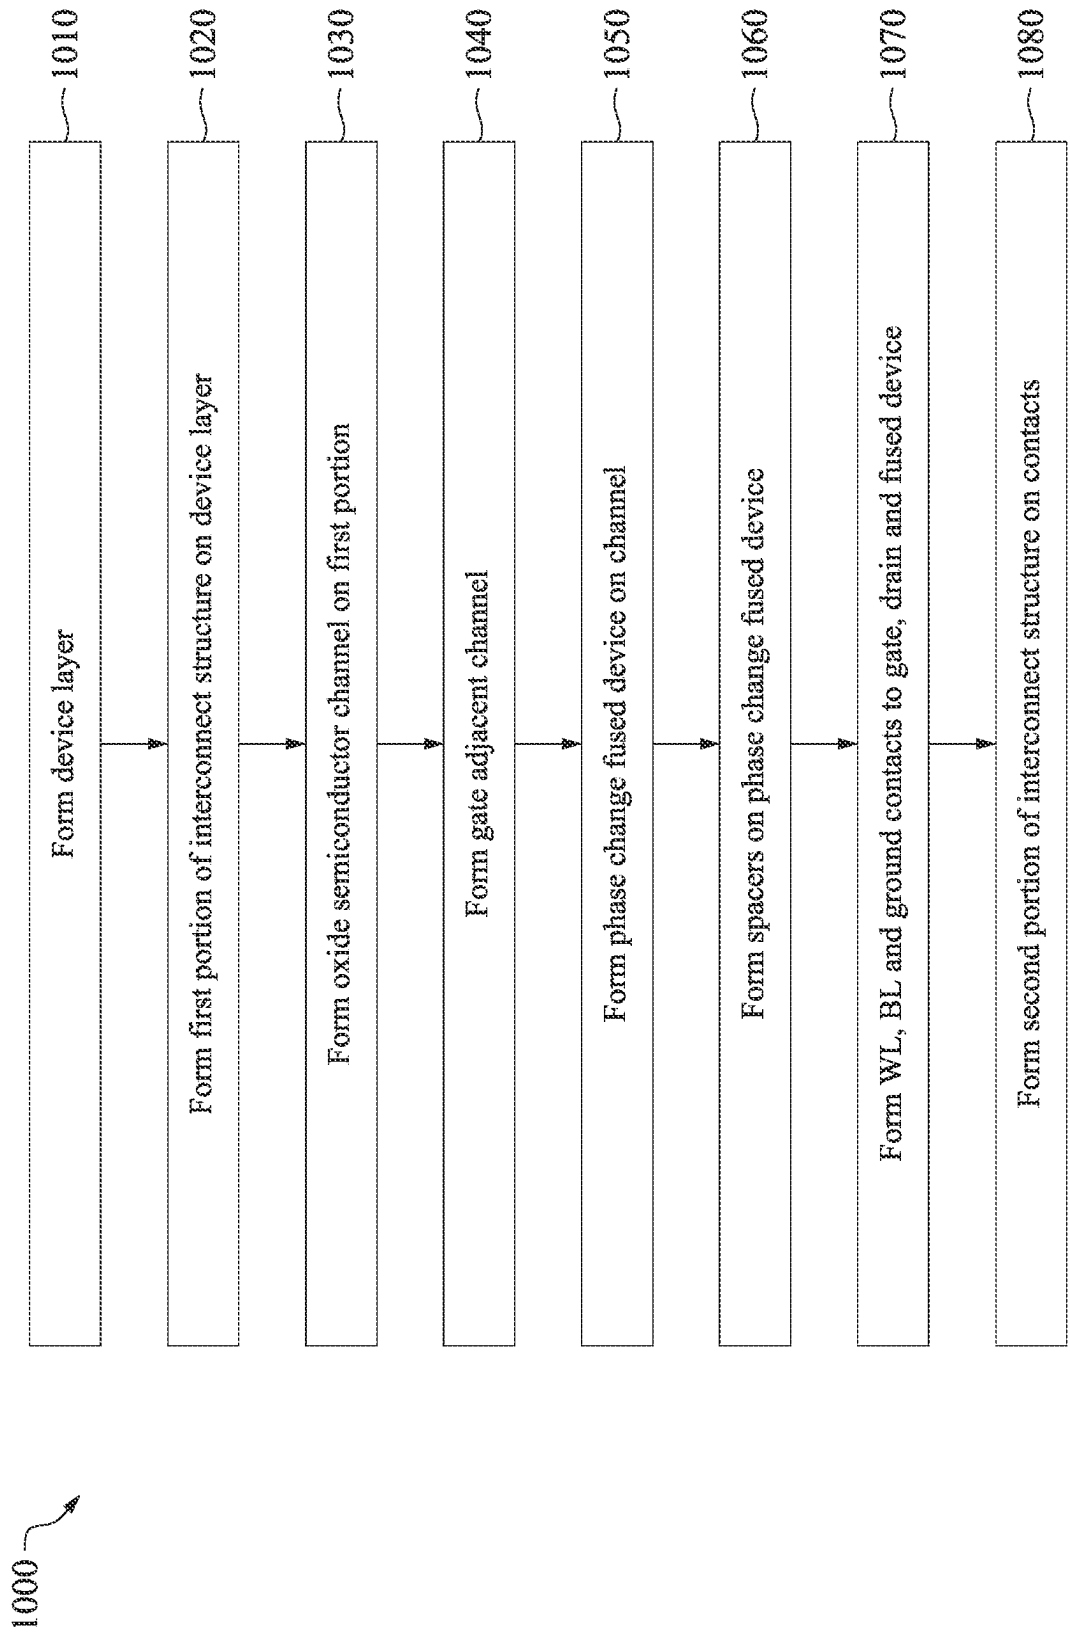 1000
Form device layer
1010
Form first portion of interconnect structure on device layer
1020
Form oxide semiconductor channel on first portion
1030
Form gate adjacent channel
1040
Form phase change fused device on channel
1050
Form spacers on phase change fused device
1060
Form WL, BL and ground contacts to gate, drain and fused device
1070
Form second portion of interconnect structure on contacts
1080